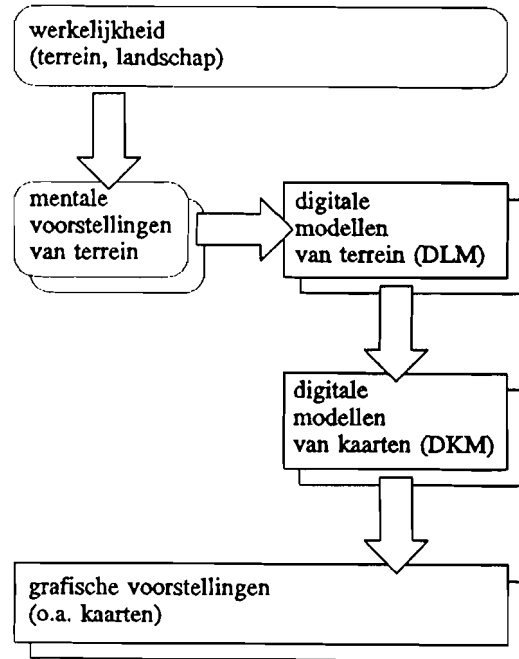 werkelijkheid
(terrein, landschap)
mentale
voorstellingen
van terrein
digitale
modellen
van terrein (DLM)
digitale
modellen
van kaarten (DKM)
grafische voorstellingen
(o.a. kaarten)